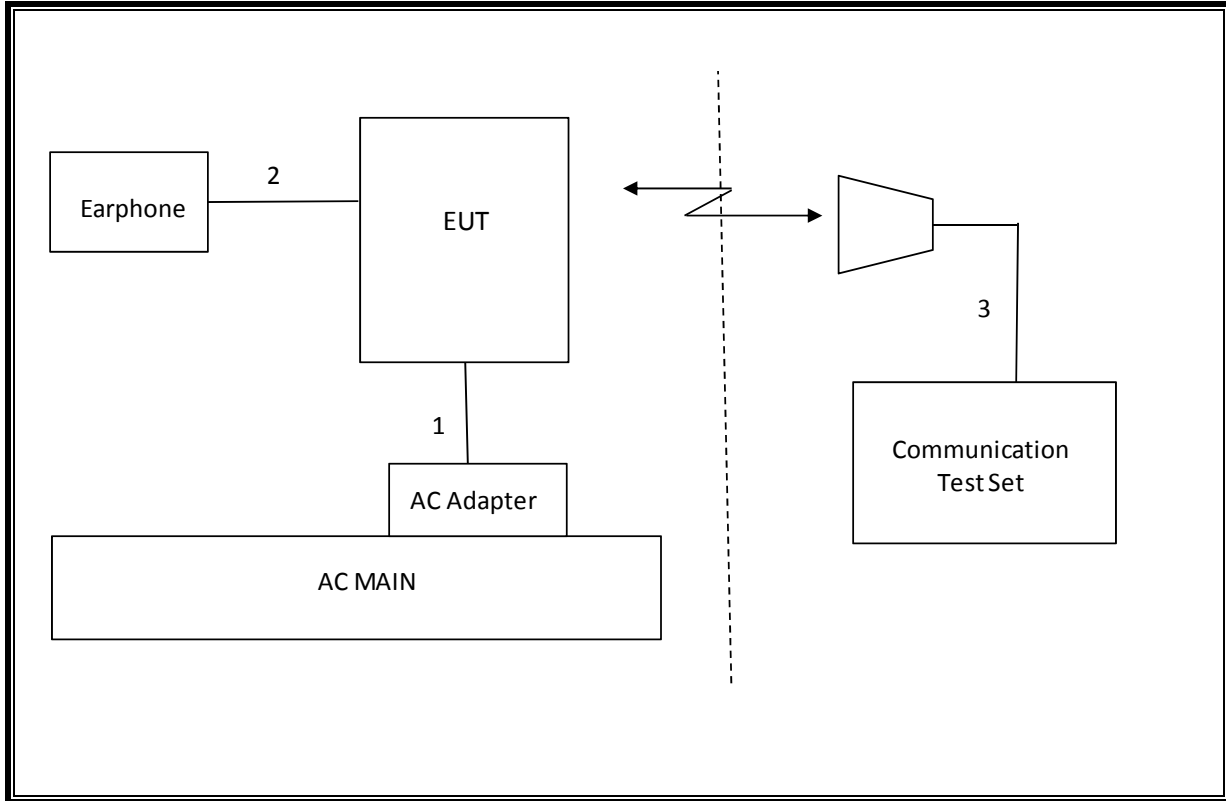 2
Earphone
EUT
3
1
Communication
Test Set
AC Adapter
AC MAIN